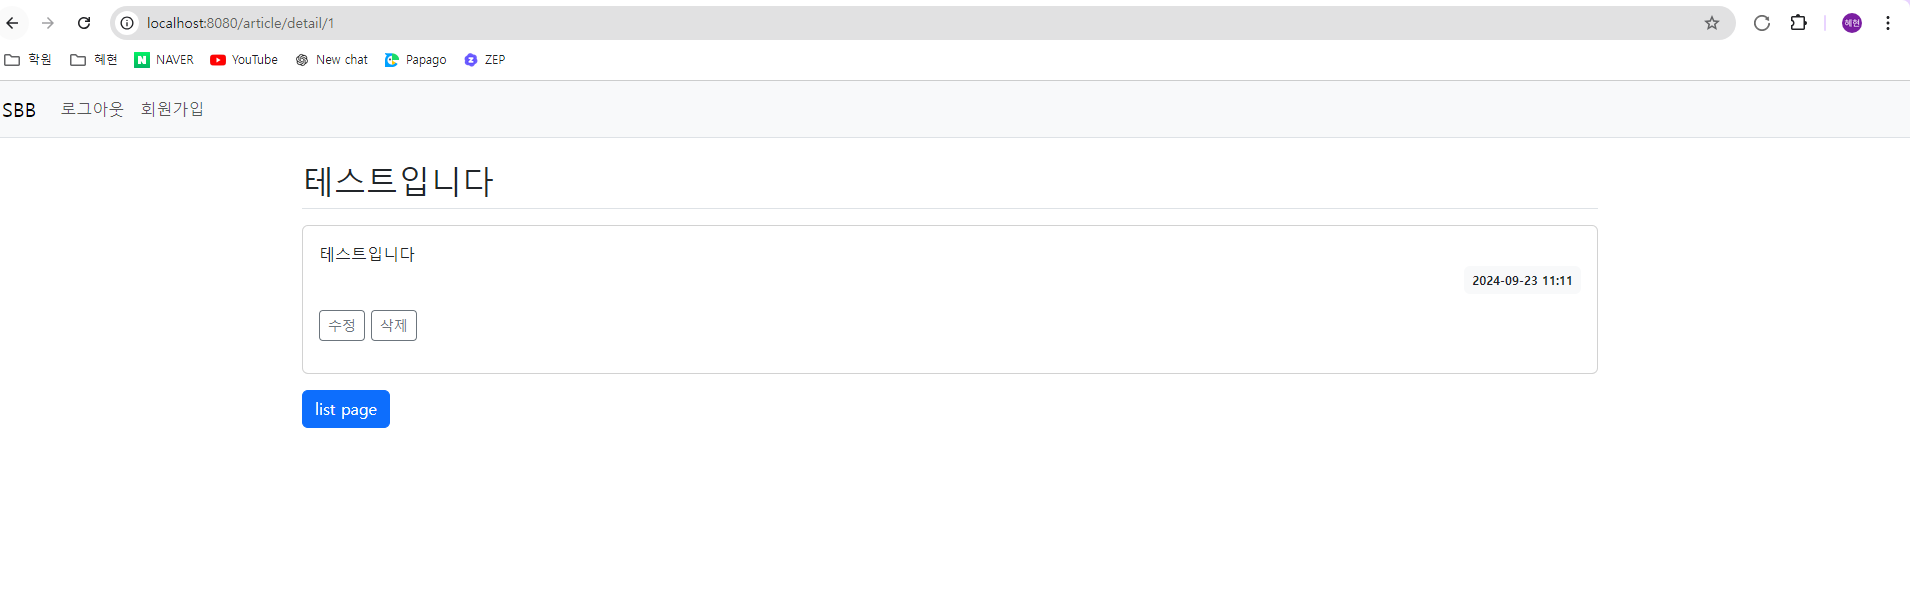 localhost:8080/article/detail/1
혜현
학원 혜현 NAVER YouTube New chat Papago ZEP
SBB 로그아웃 회원가입
테스트입니다
테스트입니다
2024-09-23 11:11
수정 삭제
list page